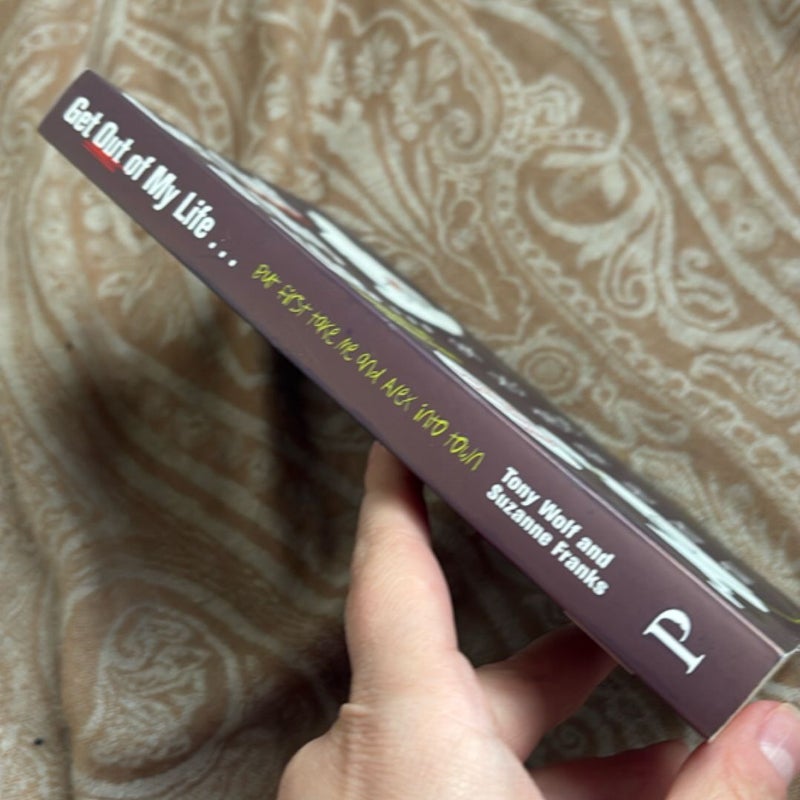 Get Out of My Life . . .
But first take me and Alex into town
Tony Wolf and
Suzanne Franks
P